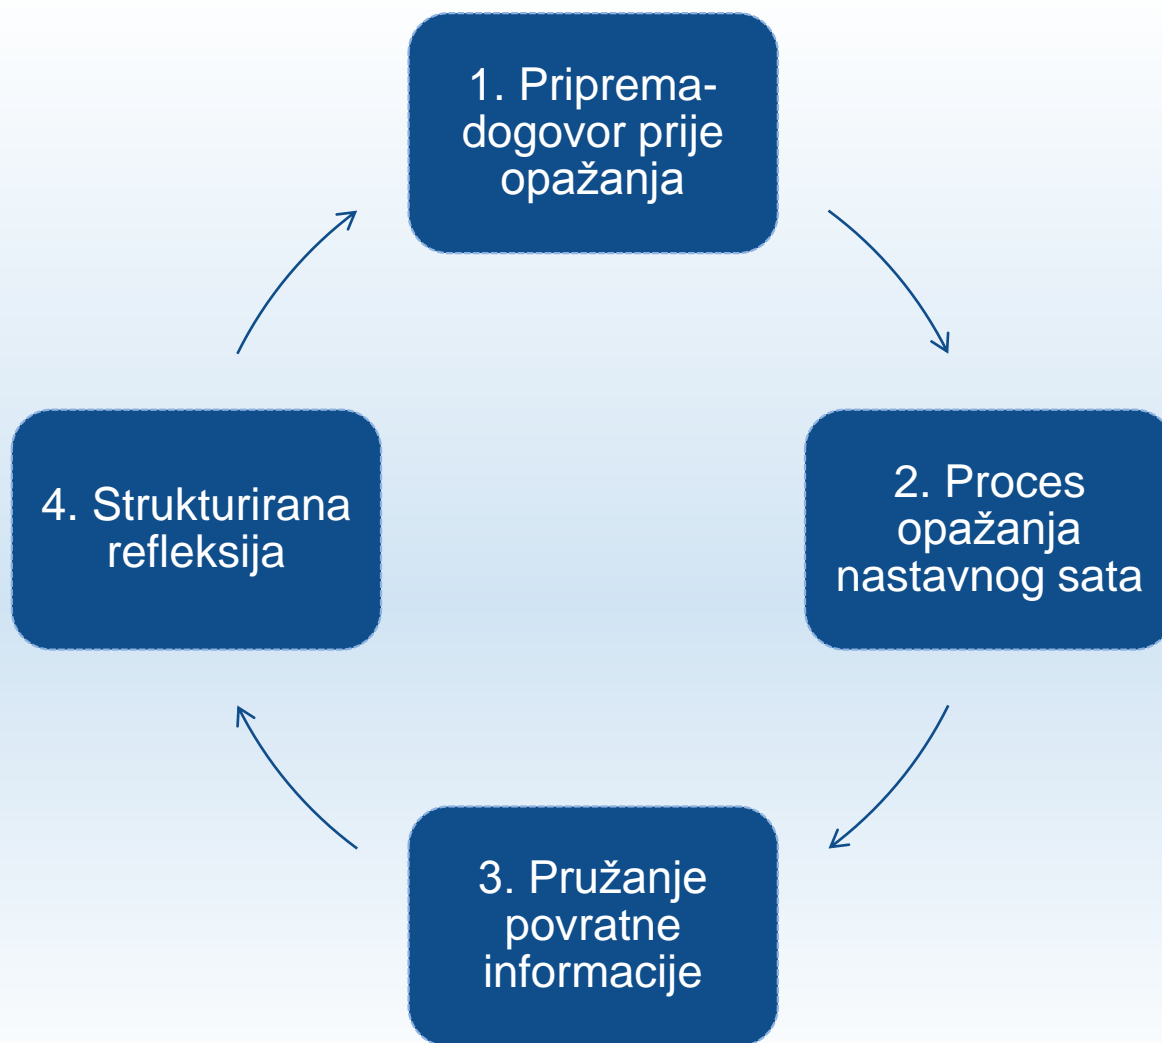 1. Priprema-
dogovor prije
opažanja
2. Proces
opažanja
nastavnog sata
3. Pružanje
povratne
informacije
4. Strukturirana
refleksija